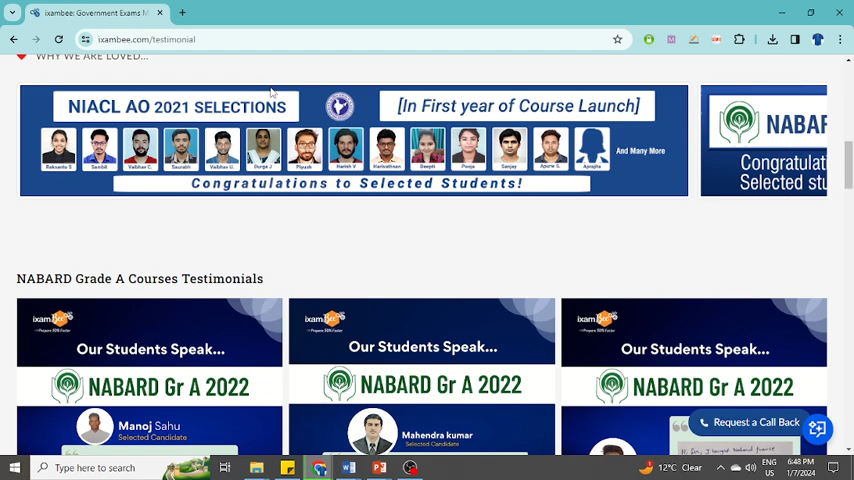 ixambee: Government Exams M
ixambee.com/testimonial
WHY WE ARE LOVED...
NIACL AO 2021 SELECTIONS
[In First year of Course Launch]
Raksanta S Sambit Vaibhav C. Saurabh Vaibhav U. Durga J Piyush Harish V Harivathsan Deepti Pooja Sanjay Apurw S. Aprajita
And Many More
Congratulations to Selected Students!
NABAR
Congratulat
Selected stu
NABARD Grade A Courses Testimonials
ixamBee
Our Students Speak...
NABARD Gr A 2022
Manoj Sahu
Selected Candidate
ixamBee
Our Students Speak...
NABARD Gr A 2022
Mahendra kumar
Selected Candidate
ixamBee
Our Students Speak...
NABARD Gr A 2022
Request a Call Back
Type here to search
12°C Clear
ENG
US
6:48 PM
1/7/2024